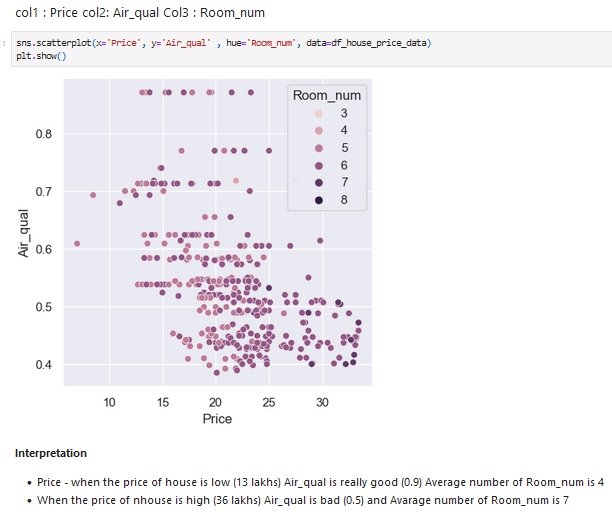 col1 : Price col2: Air_qual Col3 : Room_num
sns.scatterplot(x='Price', y='Air_qual' , hue="Room_num", data=df_house_price_data)
plt.show()
Room_num
3
4
5
6
7
8
0.8
0.7
0.6
0.5
0.4
Air_qual
10 15 20 25 30
Price
Interpretation
• Price - when the price of house is low (13 lakhs) Air_qual is really good (0.9) Average number of Room_num is 4
• When the price of nhouse is high (36 lakhs) Air_qual is bad (0.5) and Avarage number of Room_num is 7